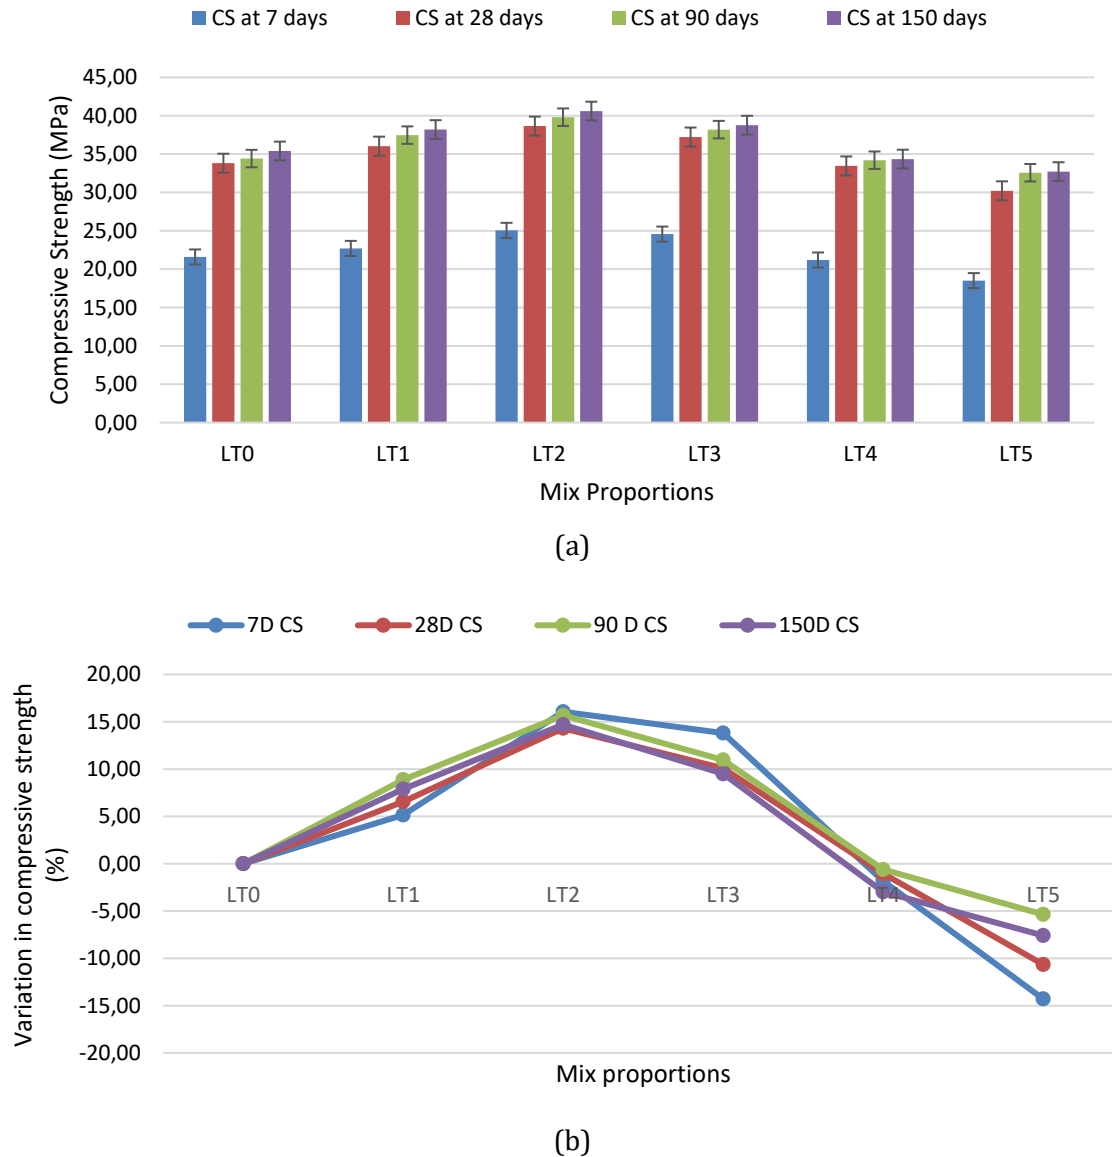 CS at 7 days CS at 28 days CS at 90 days CS at 150 days
Compressive Strength (MPa)
45,00
40,00
35,00
30,00
25,00
20,00
15,00
10,00
5,00
0,00
LT0 LT1 LT2 LT3 LT4 LT5
Mix Proportions
(a)
7D CS 28D CS 90 D CS 150D CS
Variation in compressive strength
(%)
20,00
15,00
10,00
5,00
0,00
-5,00
-10,00
-15,00
-20,00
LT0 LT1 LT2 LT3 LT4 LT5
Mix proportions
(b)